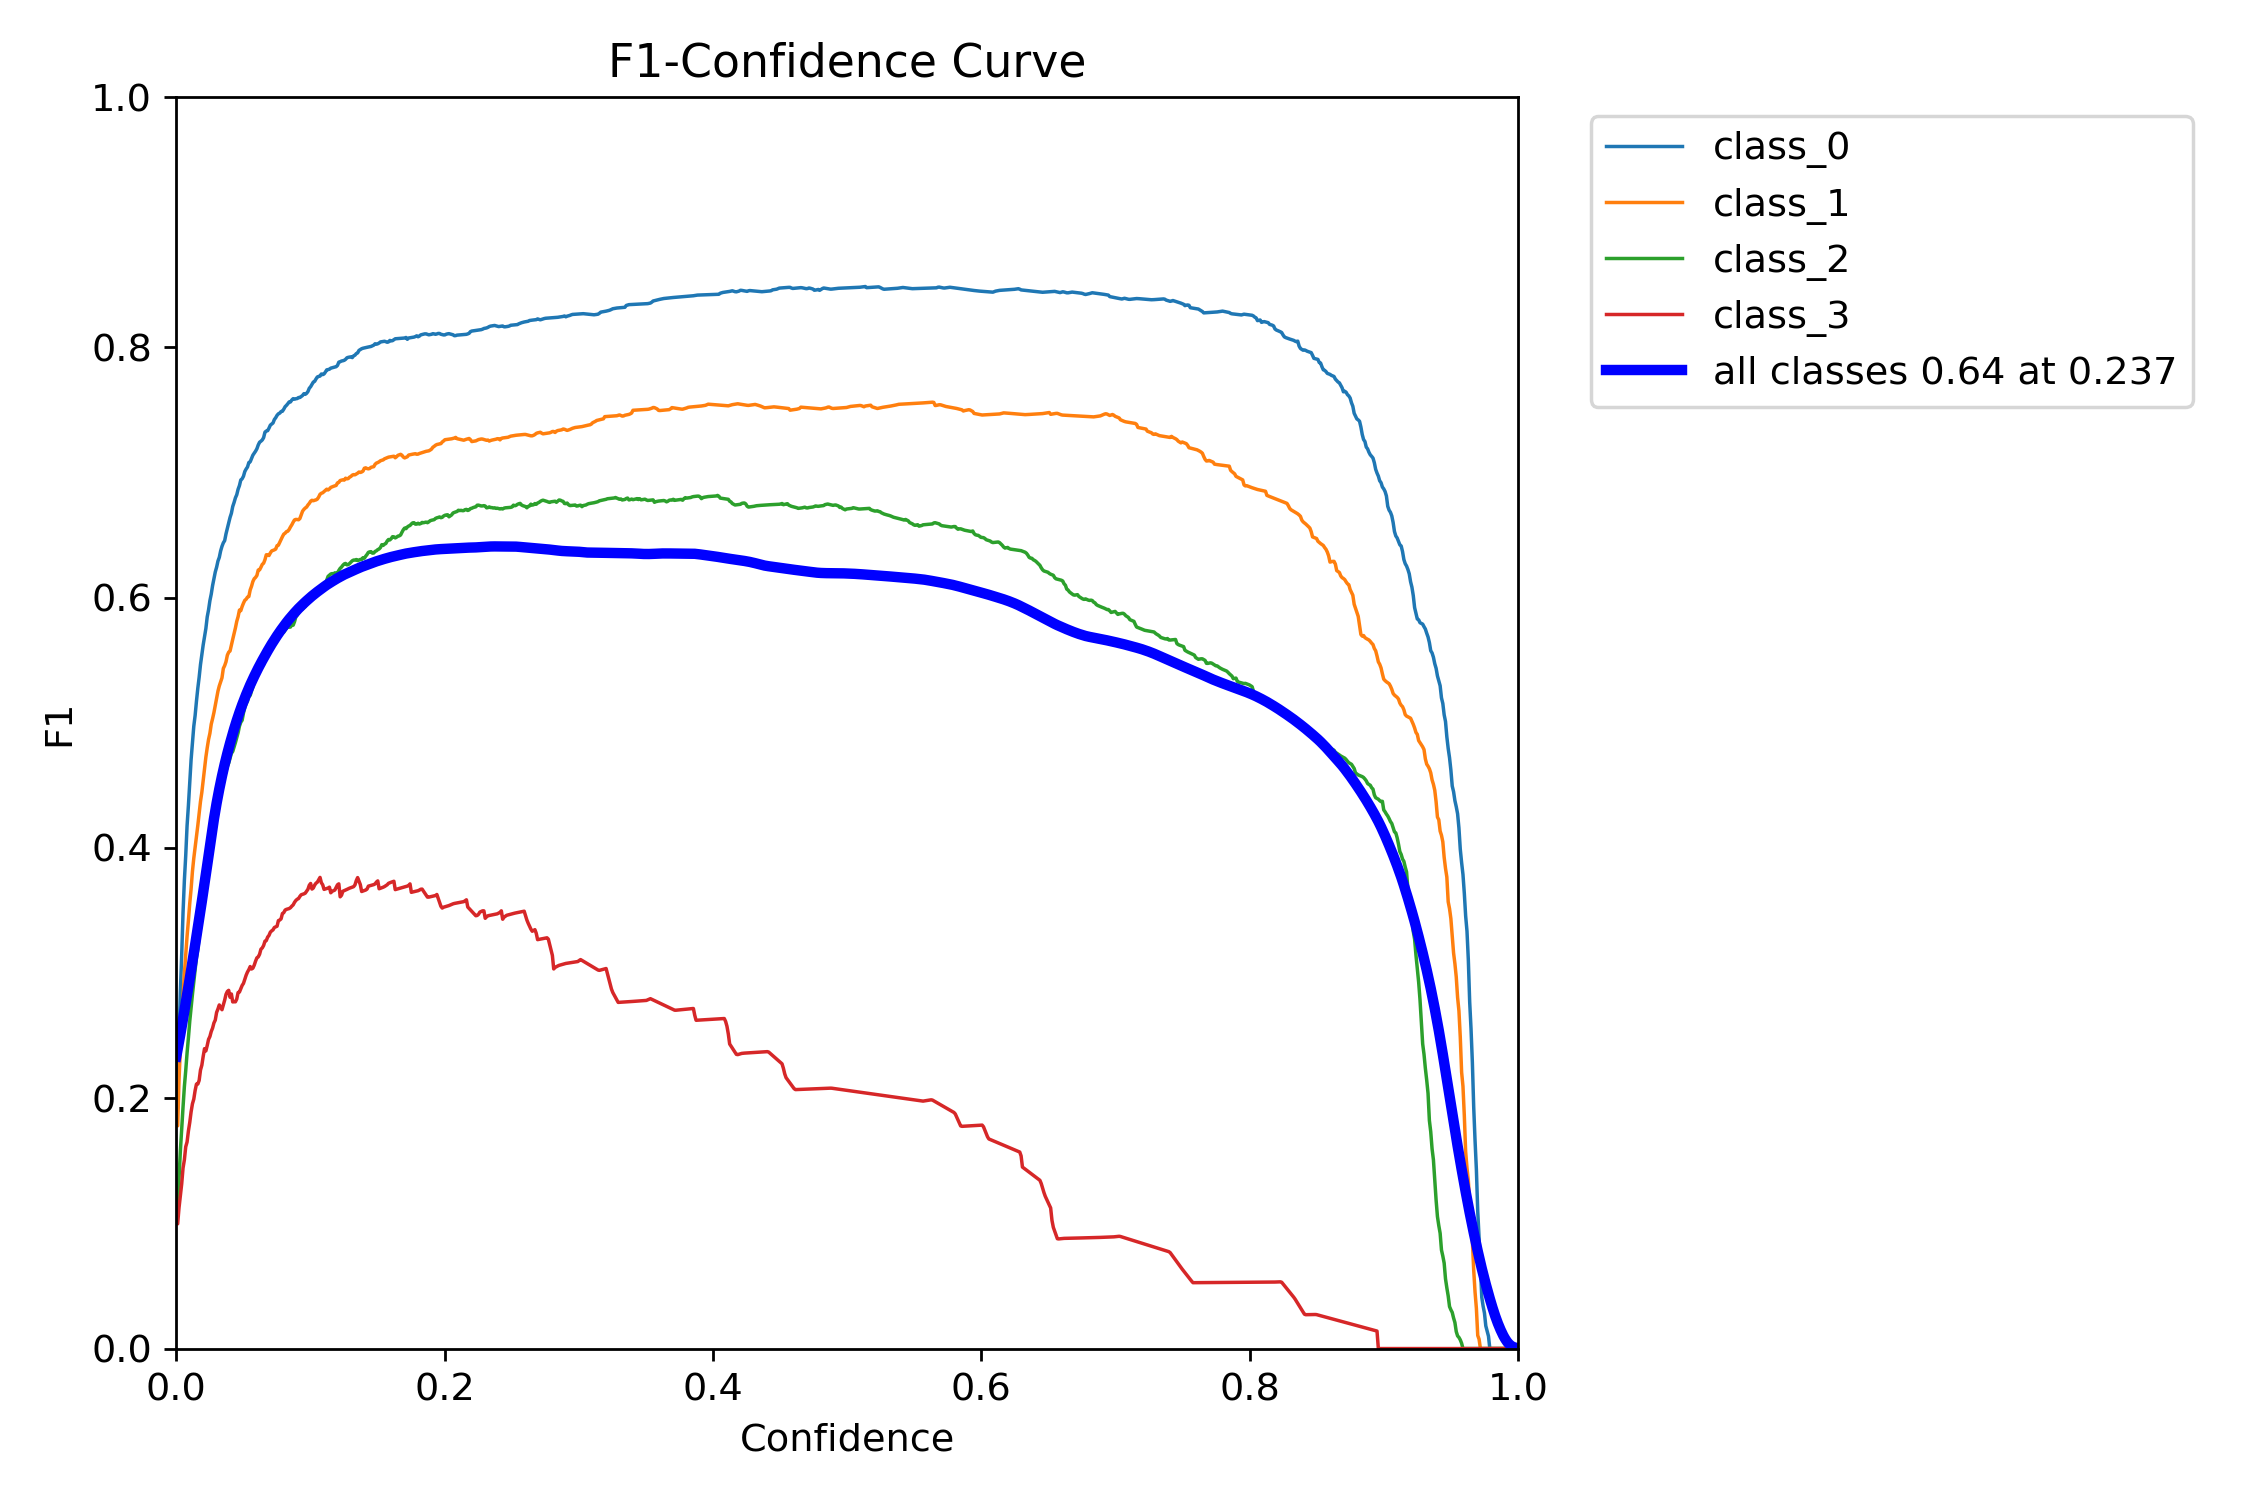 F1-Confidence Curve
1.0
0.8
0.6
0.4
0.2
0.0
F1
0.0 0.2 0.4 0.6 0.8 1.0
Confidence
class_0
class_1
class_2
class_3
all classes 0.64 at 0.237